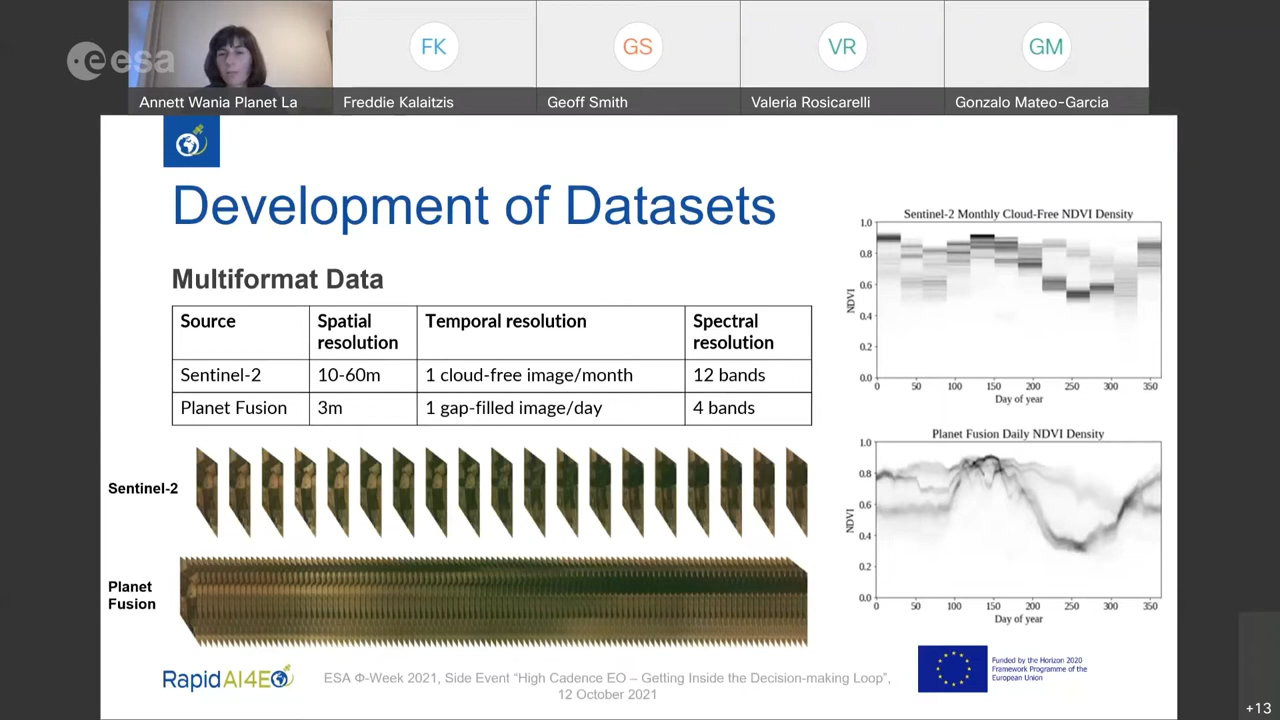 esa
FK
GS
VR
GM
Annett Wania Planet La
Freddie Kalaitzis
Geoff Smith
Valeria Rosicarelli
Gonzalo Mateo-Garcia
Development of Datasets
Multiformat Data
Source
Spatial resolution
Temporal resolution
Spectral resolution
Sentinel-2
10-60m
1 cloud-free image/month
12 bands
Planet Fusion
3m
1 gap-filled image/day
4 bands
Sentinel-2
Planet
Fusion
Sentinel-2 Monthly Cloud-Free NDVI Density
1.0
0.8
0.6
0.4
0.2
0.0
NDVI
0 50 100 150 200 250 300 350
Day of year
Planet Fusion Daily NDVI Density
1.0
0.8
0.6
0.4
0.2
0.0
NDVI
0 50 100 150 200 250 300 350
Day of year
RapidAI4EO
ESA Φ-Week 2021, Side Event “High Cadence EO – Getting Inside the Decision-making Loop”,
12 October 2021
Funded by the Horizon 2020
Framework Programme of the
European Union
+13